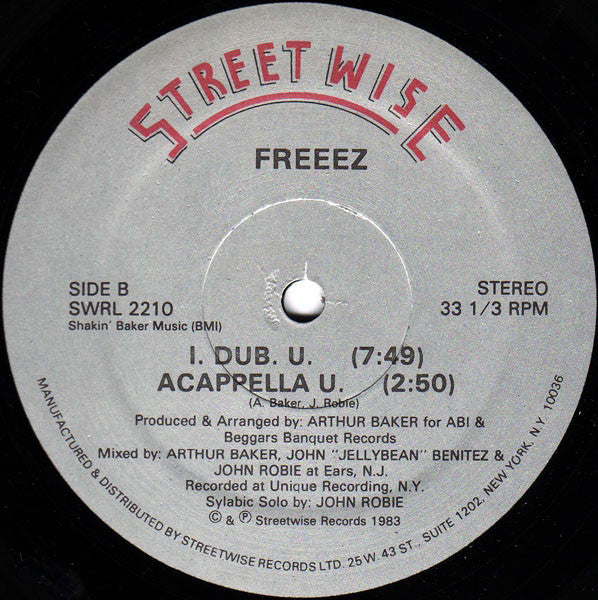 STREETWISE
FREEEZ
SIDE B
SWRL 2210
Shakin' Baker Music (BMI)
STEREO
33 1/3 RPM
I. DUB. U. (7:49)
ACAPPELLA U. (2:50)
(A. Baker, J. Robie)
Produced & Arranged by: ARTHUR BAKER for ABI &
Beggars Banquet Records
Mixed by: ARTHUR BAKER, JOHN "JELLYBEAN" BENITEZ &
JOHN ROBIE at Ears, N.J.
Recorded at Unique Recording, N.Y.
Sylabic Solo by: JOHN ROBIE
© & ℗ Streetwise Records 1983
MANUFACTURED & DISTRIBUTED BY STREETWISE RECORDS LTD. 25 W. 43 ST., SUITE 1202, NEW YORK, N.Y. 10036